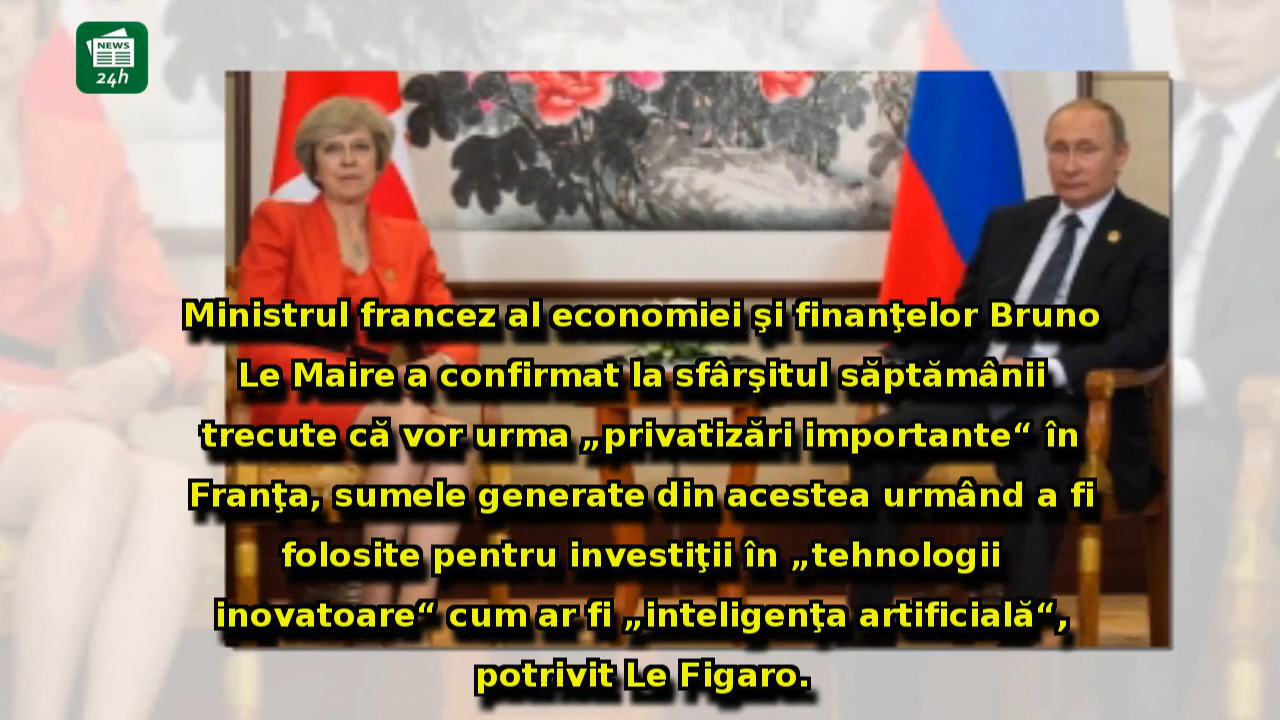 NEWS
24h
Ministrul francez al economiei şi finanţelor Bruno
Le Maire a confirmat la sfârşitul săptămânii
trecute că vor urma „privatizări importante“ în
Franţa, sumele generate din acestea urmând a fi
folosite pentru investiţii în „tehnologii
inovatoare“ cum ar fi „inteligenţa artificială“,
potrivit Le Figaro.